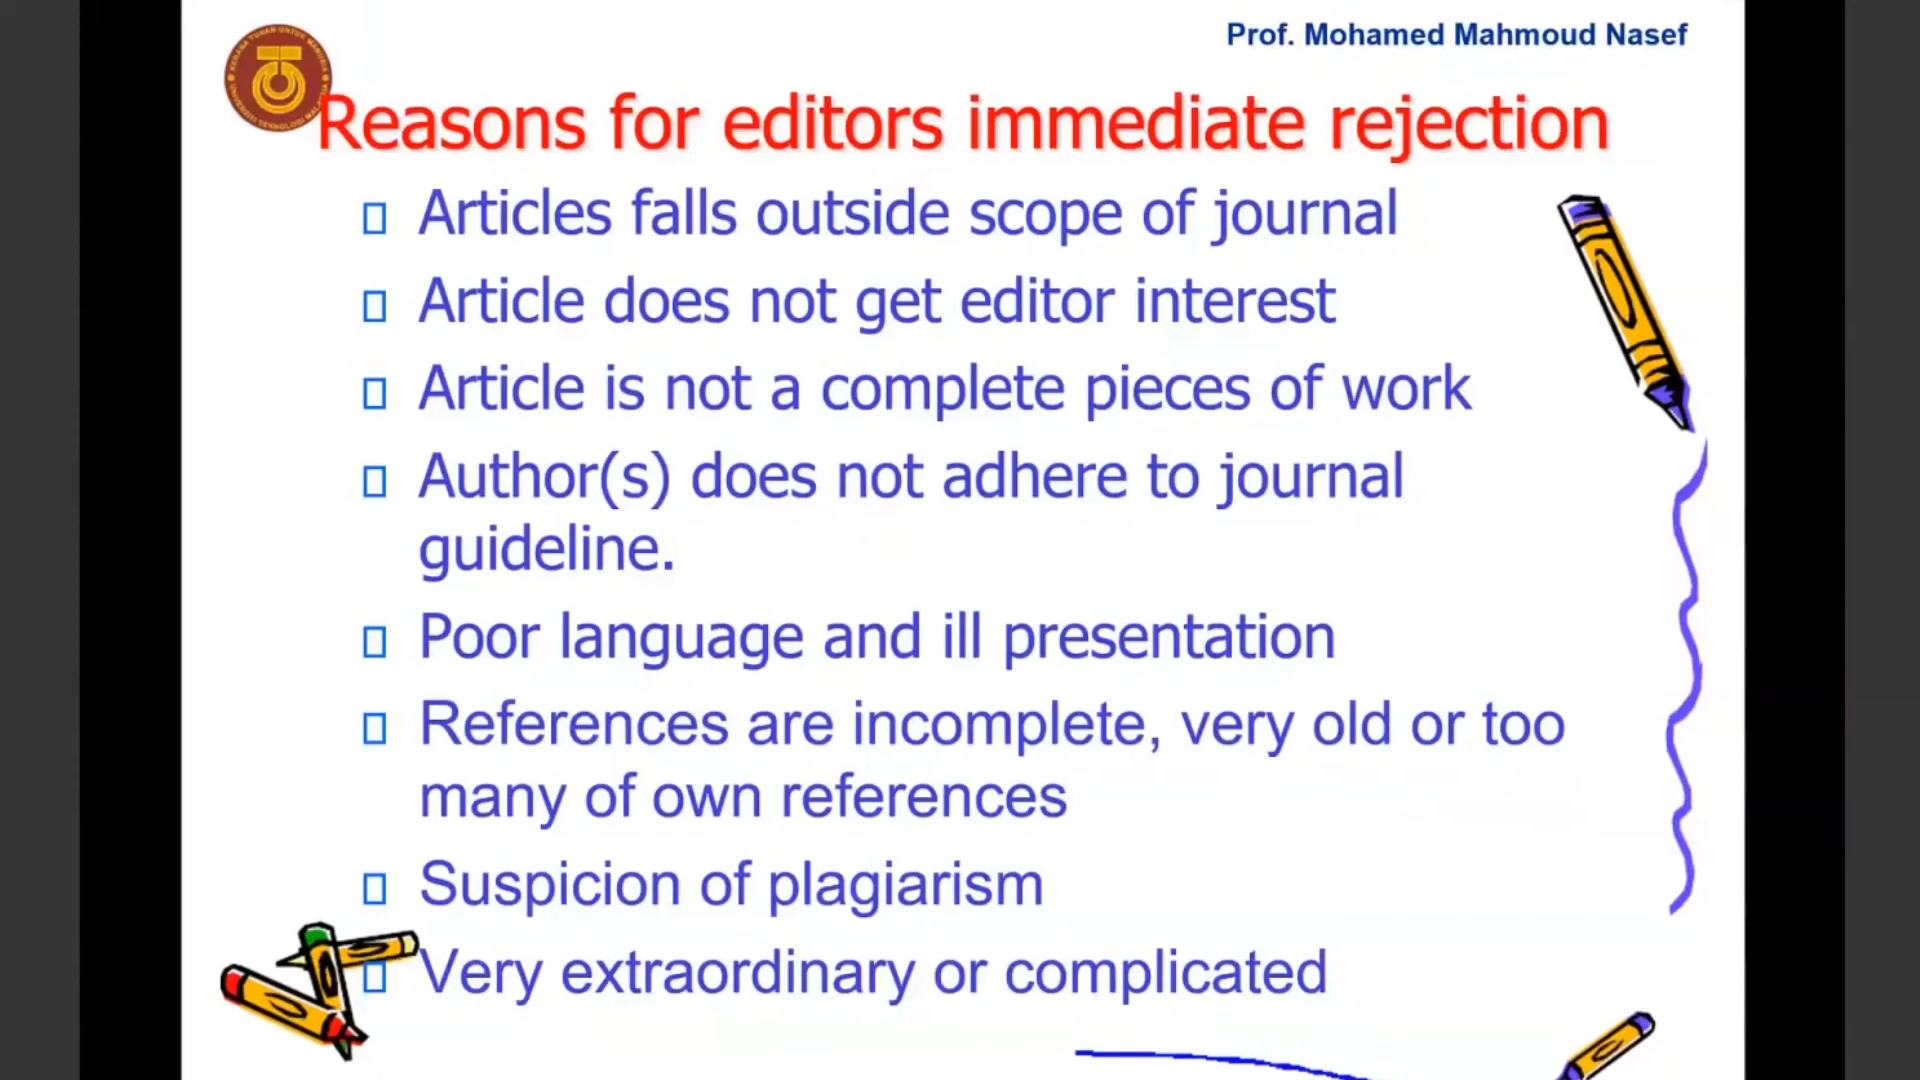 Prof. Mohamed Mahmoud Nasef
Reasons for editors immediate rejection
Articles falls outside scope of journal
Article does not get editor interest
Article is not a complete pieces of work
Author(s) does not adhere to journal
guideline.
Poor language and ill presentation
References are incomplete, very old or too
many of own references
Suspicion of plagiarism
Very extraordinary or complicated